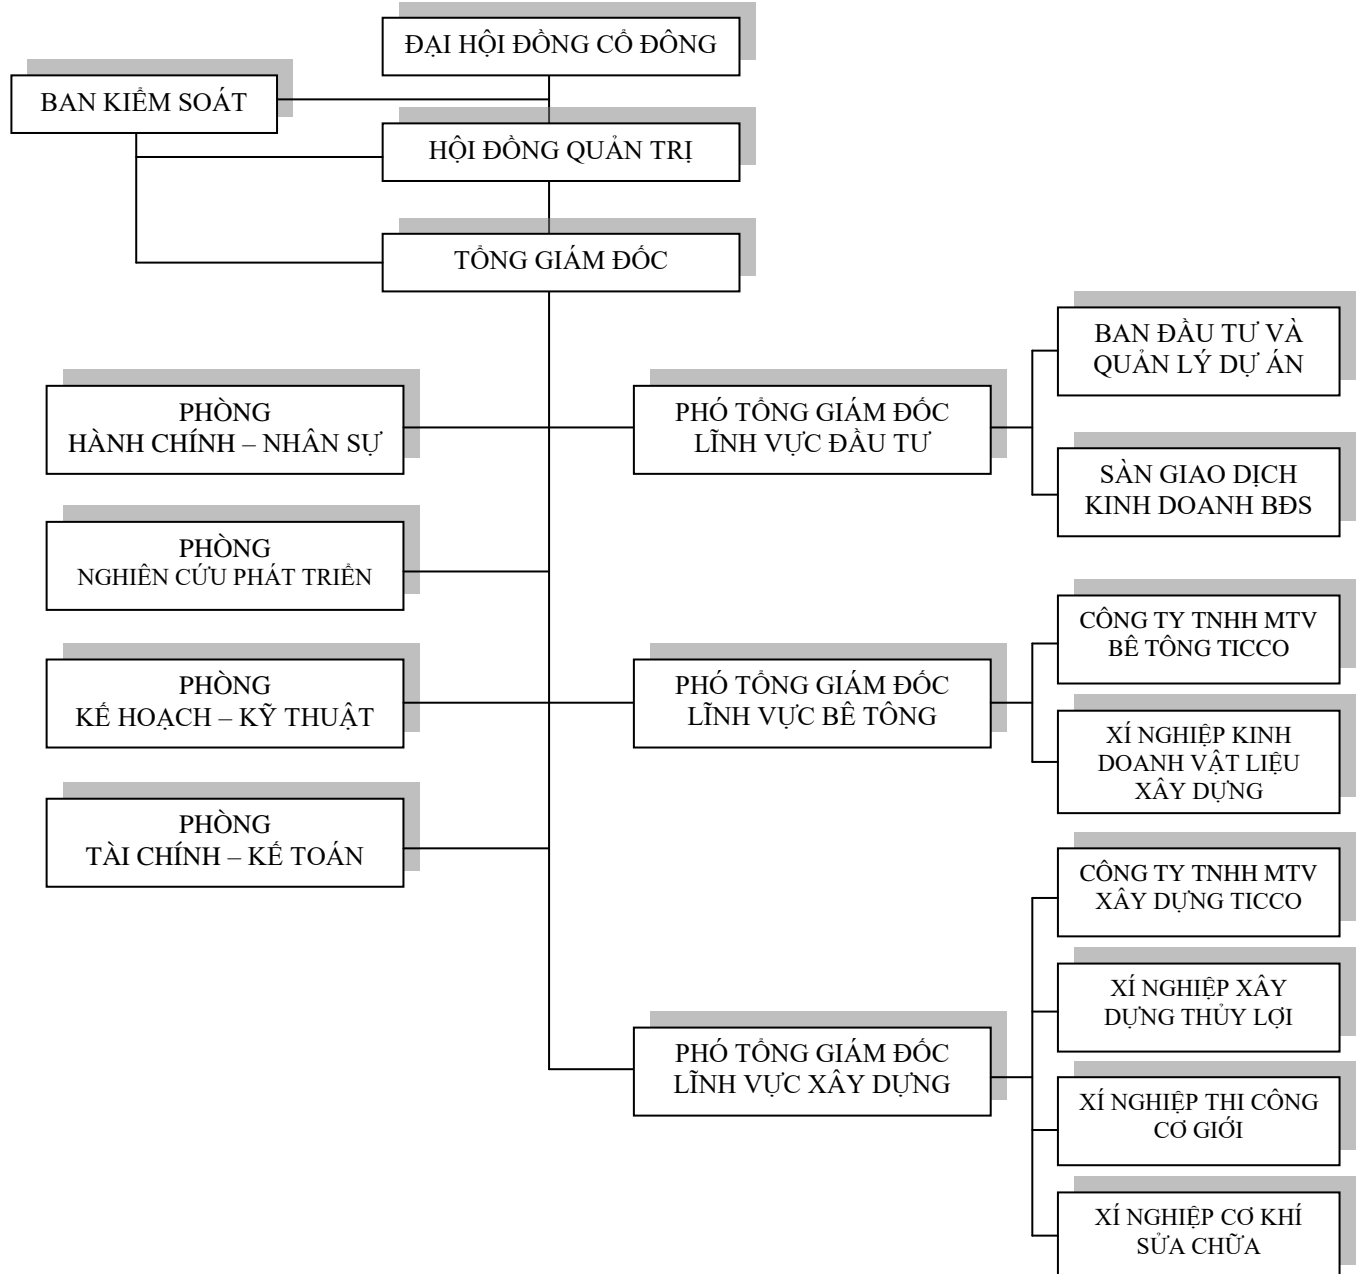 ĐẠI HỘI ĐỒNG CỔ ĐÔNG
BAN KIỂM SOÁT
HỘI ĐỒNG QUẢN TRỊ
TỔNG GIÁM ĐỐC
PHÒNG
HÀNH CHÍNH – NHÂN SỰ
PHÒNG
NGHIÊN CỨU PHÁT TRIỂN
PHÒNG
KẾ HOẠCH – KỸ THUẬT
PHÒNG
TÀI CHÍNH – KẾ TOÁN
PHÓ TỔNG GIÁM ĐỐC
LĨNH VỰC ĐẦU TƯ
BAN ĐẦU TƯ VÀ
QUẢN LÝ DỰ ÁN
SÀN GIAO DỊCH
KINH DOANH BĐS
PHÓ TỔNG GIÁM ĐỐC
LĨNH VỰC BÊ TÔNG
CÔNG TY TNHH MTV
BÊ TÔNG TICCO
XÍ NGHIỆP KINH
DOANH VẬT LIỆU
XÂY DỰNG
PHÓ TỔNG GIÁM ĐỐC
LĨNH VỰC XÂY DỰNG
CÔNG TY TNHH MTV
XÂY DỰNG TICCO
XÍ NGHIỆP XÂY
DỰNG THỦY LỢI
XÍ NGHIỆP THI CÔNG
CƠ GIỚI
XÍ NGHIỆP CƠ KHÍ
SỬA CHỮA